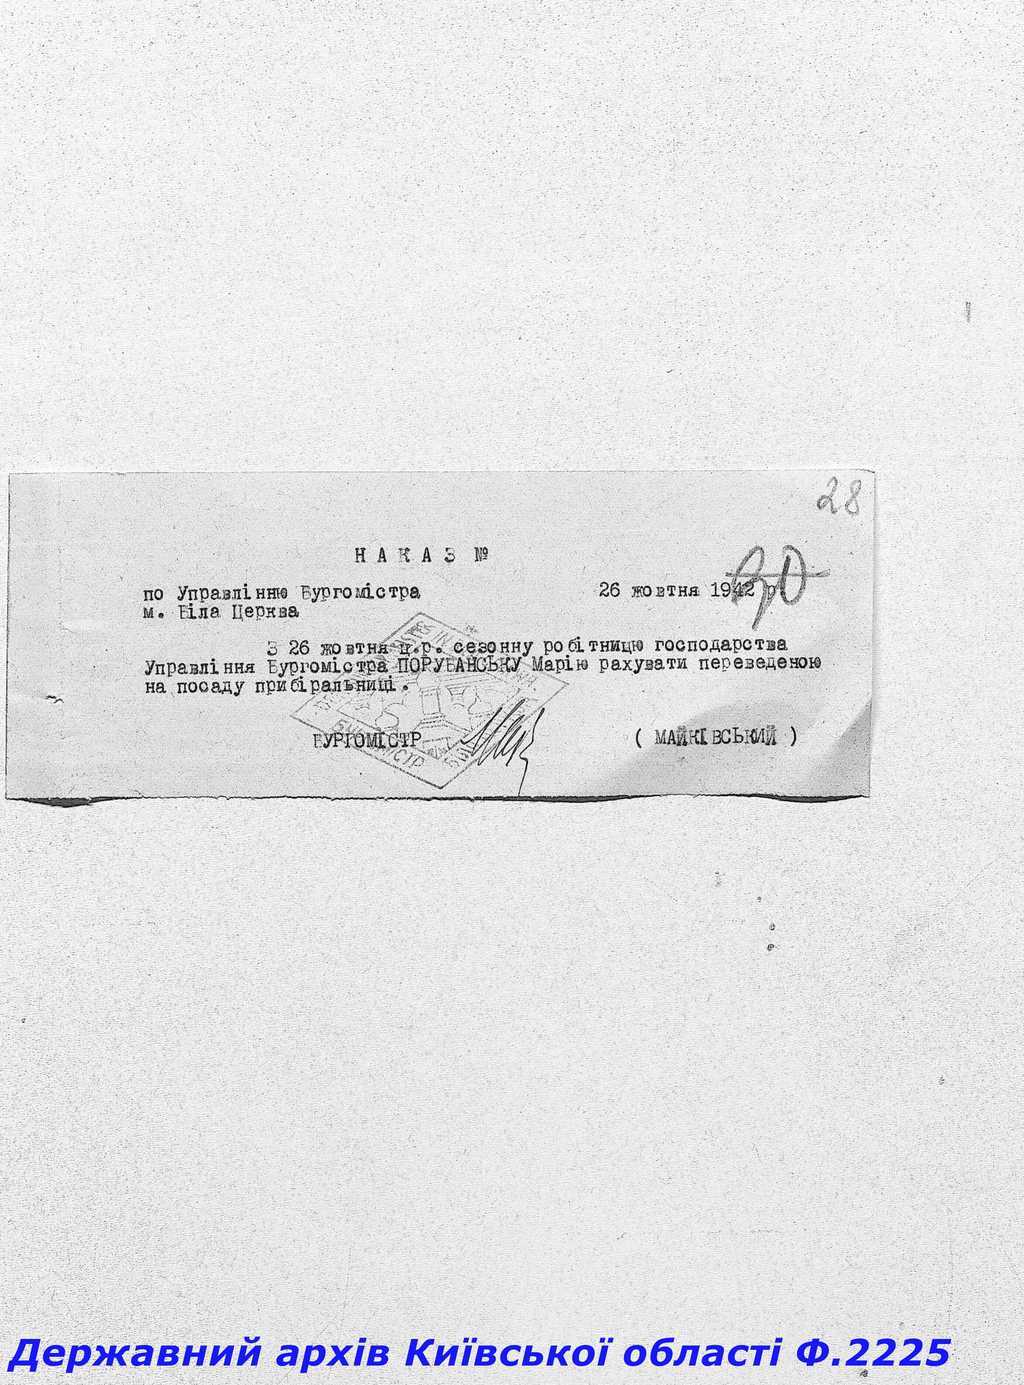 28
Н А К А З №
30
по Управлінню Бургомістра 26 жовтня 1942 р.
м. Біла Церква
З 26 жовтня ц.р. сезонну робітницю господарства
Управління Бургомістра ПОРУБАНСЬКУ Марію рахувати переведеною
на посаду прибіральниці.
БУРГОМІСТР ( МАЙКІВСЬКИЙ )
БУРГОМІСТР
Державний архів Київської області Ф.2225